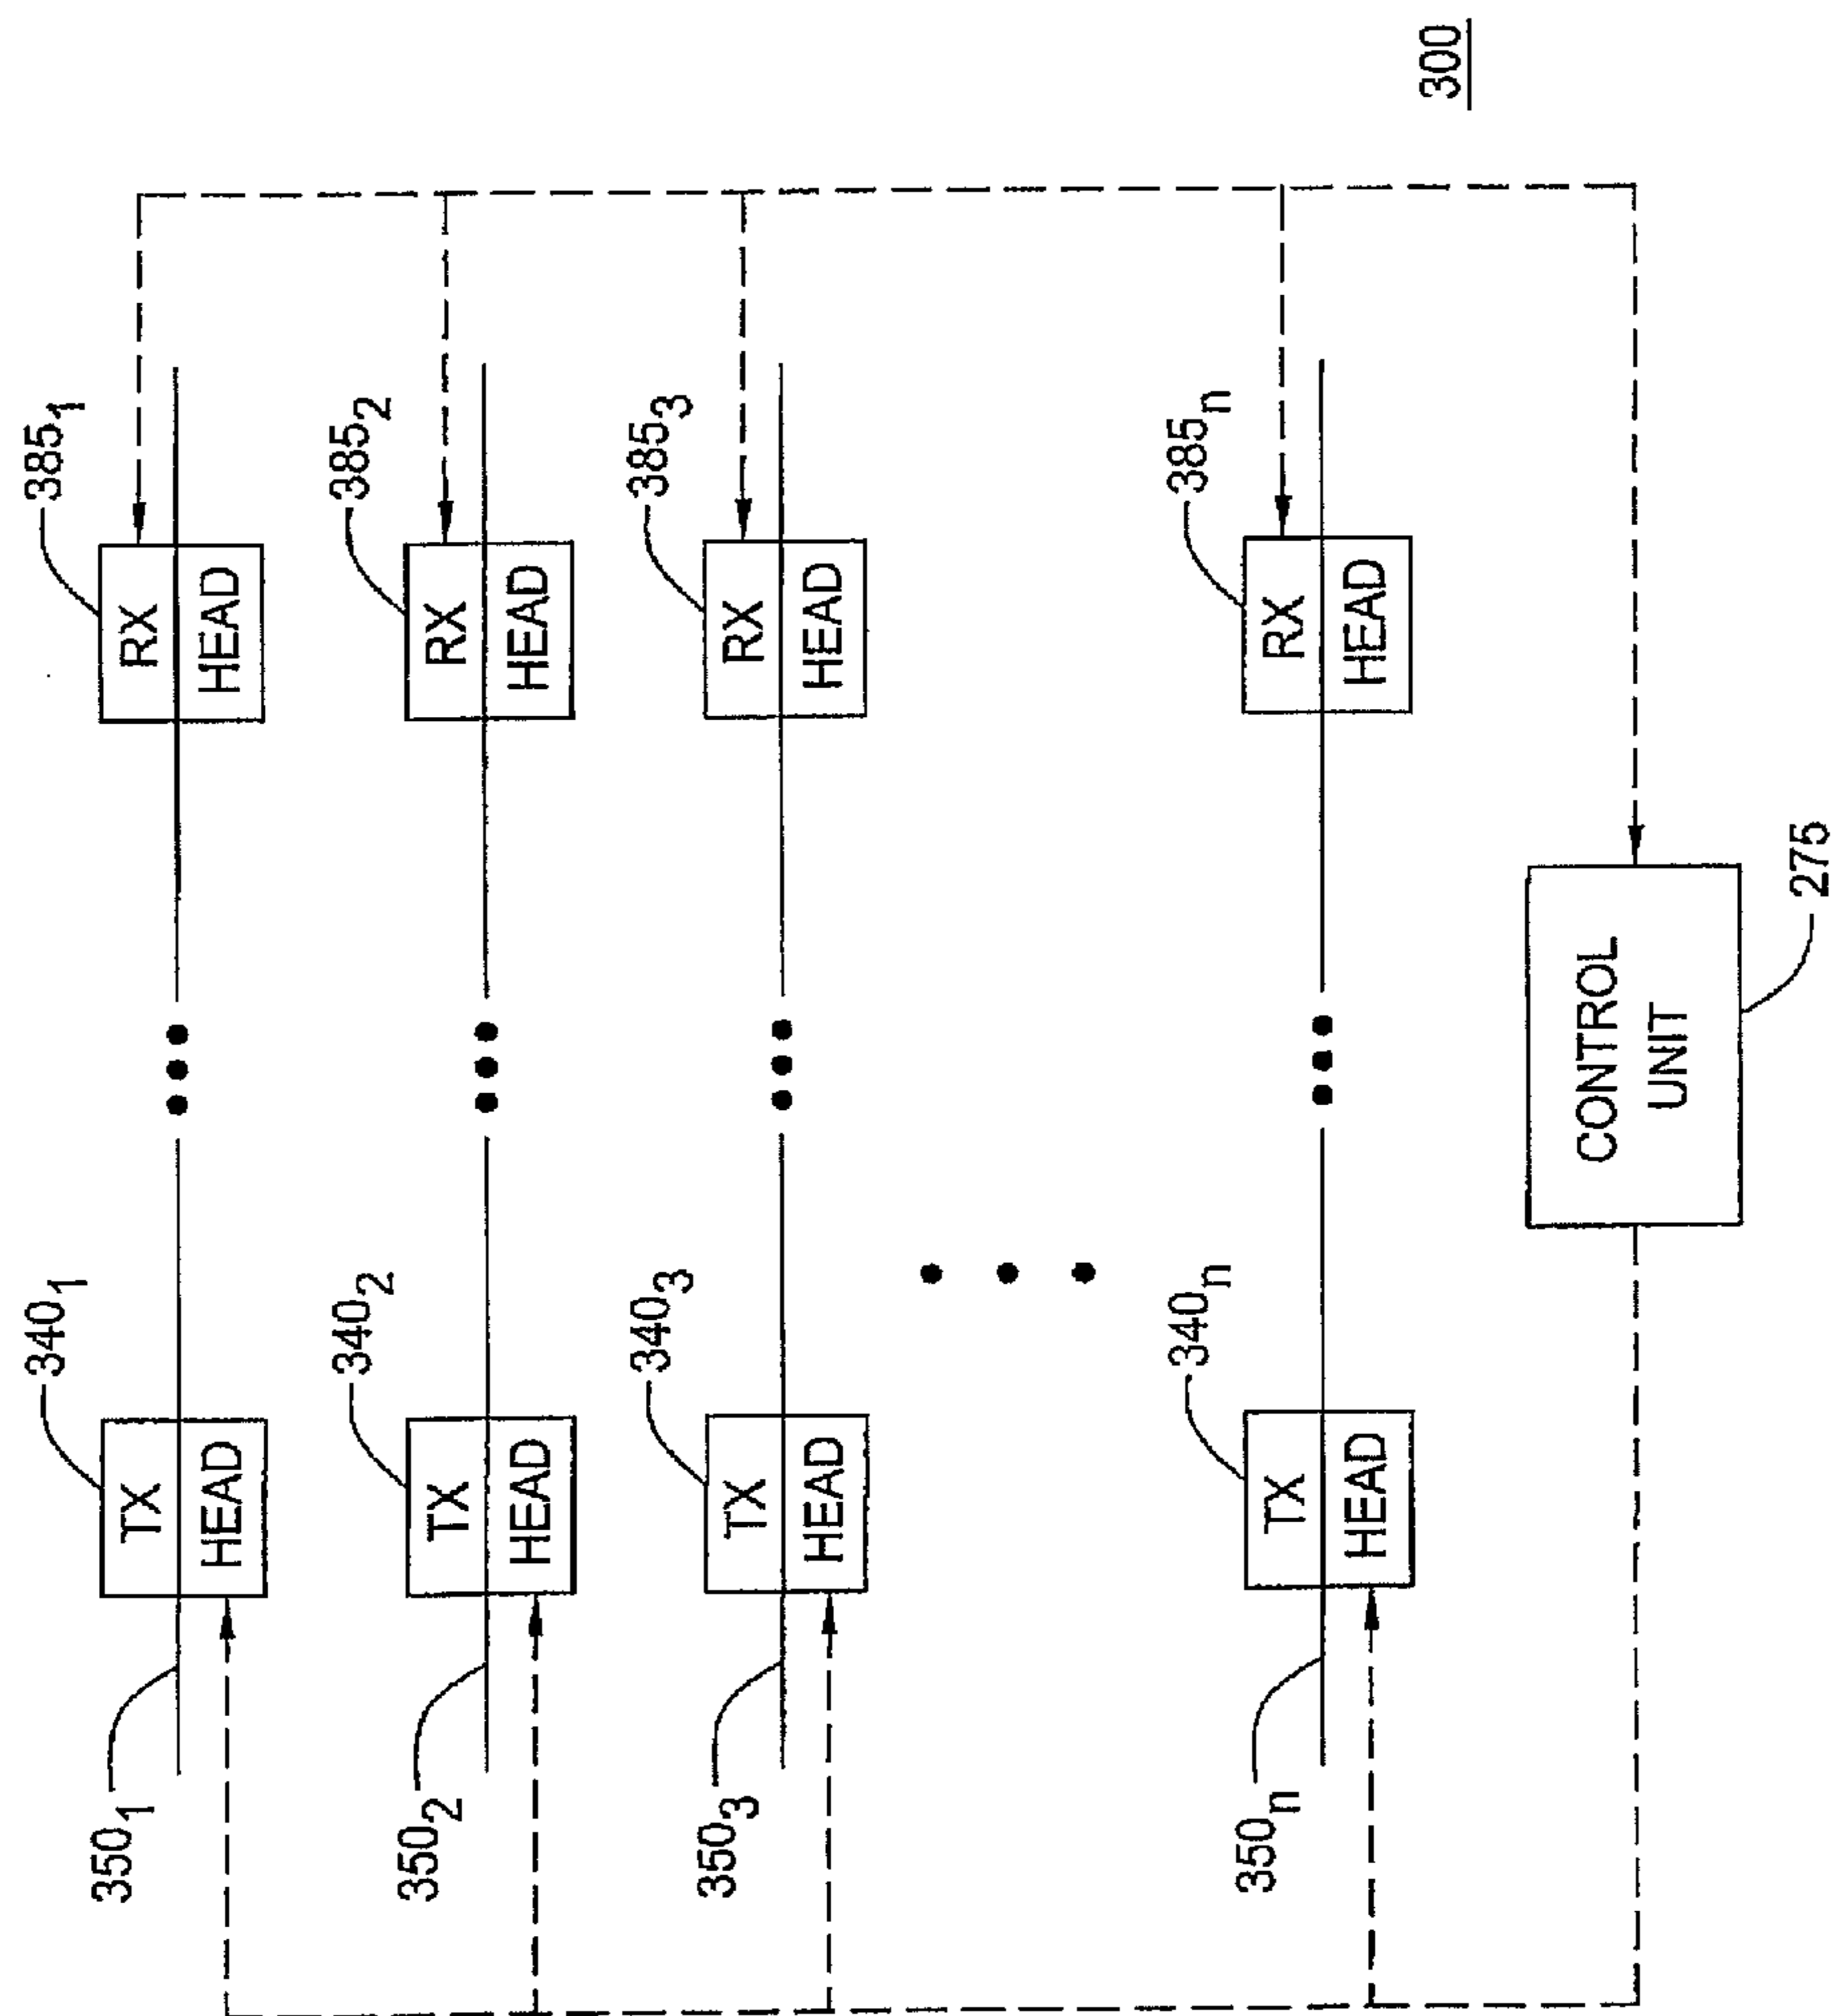 350₁
340₁
385₁
TX
HEAD
RX
HEAD
350₂
340₂
385₂
TX
HEAD
RX
HEAD
350₃
340₃
385₃
TX
HEAD
RX
HEAD
350ₙ
340ₙ
385ₙ
TX
HEAD
RX
HEAD
CONTROL
UNIT
275
300